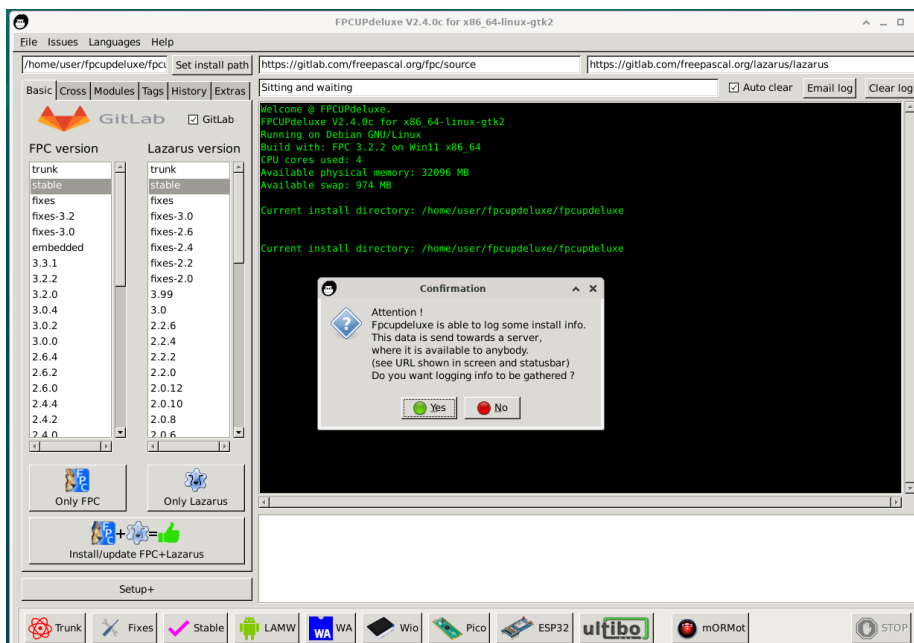 FPCUPdeluxe V2.4.0c for x86_64-linux-gtk2
File Issues Languages Help
/home/user/fpcupdeluxe/fpcu Set install path https://gitlab.com/freepascal.org/fpc/source https://gitlab.com/freepascal.org/lazarus/lazarus
Basic Cross Modules Tags History Extras Sitting and waiting Auto clear Email log Clear log
GitLab GitLab
FPC version Lazarus version
trunk trunk
stable stable
fixes fixes
fixes-3.2 fixes-3.0
fixes-3.0 fixes-2.6
embedded fixes-2.4
3.3.1 fixes-2.2
3.2.2 fixes-2.0
3.2.0 3.99
3.0.4 3.0
3.0.2 2.2.6
3.0.0 2.2.4
2.6.4 2.2.2
2.6.2 2.2.0
2.6.0 2.0.12
2.4.4 2.0.10
2.4.2 2.0.8
2.4.0 2.0.6
Only FPC Only Lazarus
FPC + =
Install/update FPC+Lazarus
Setup+
Welcome @ FPCUPdeluxe.
FPCUPdeluxe V2.4.0c for x86_64-linux-gtk2
Running on Debian GNU/Linux
Build with: FPC 3.2.2 on Win11 x86_64
CPU cores used: 4
Available physical memory: 32096 MB
Available swap: 974 MB
Current install directory: /home/user/fpcupdeluxe/fpcupdeluxe
Current install directory: /home/user/fpcupdeluxe/fpcupdeluxe
Confirmation
Attention !
Fpcupdeluxe is able to log some install info.
This data is send towards a server,
where it is available to anybody.
(see URL shown in screen and statusbar)
Do you want logging info to be gathered ?
Yes No
Trunk Fixes Stable LAMW WA WA Wio Pico ESP32 ultibo mORMot STOP